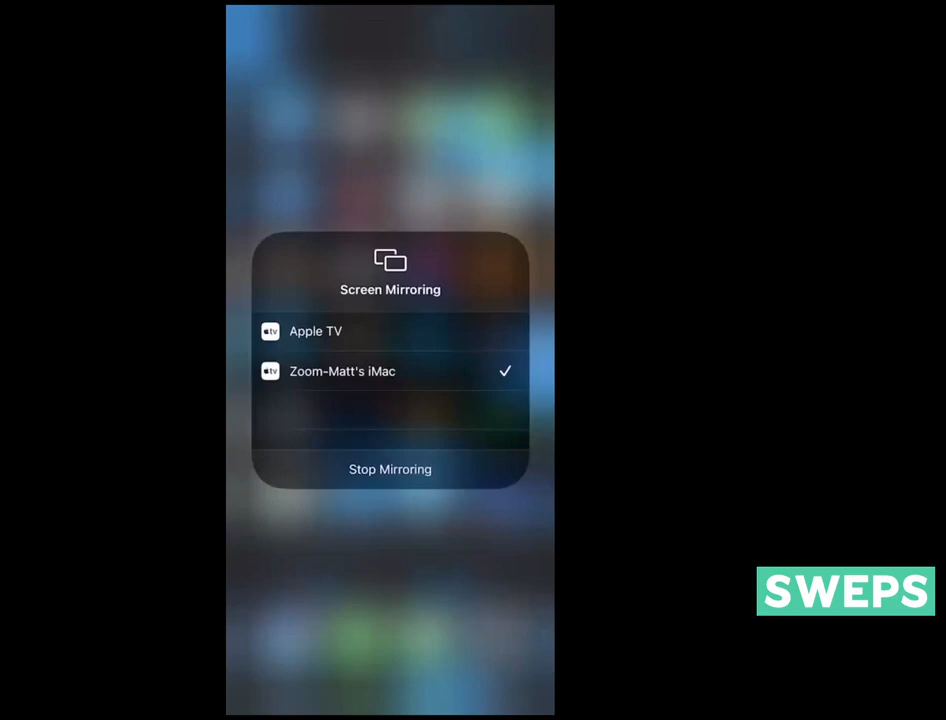 Screen Mirroring
tv Apple TV
tv Zoom-Matt's iMac
Stop Mirroring
SWEPS